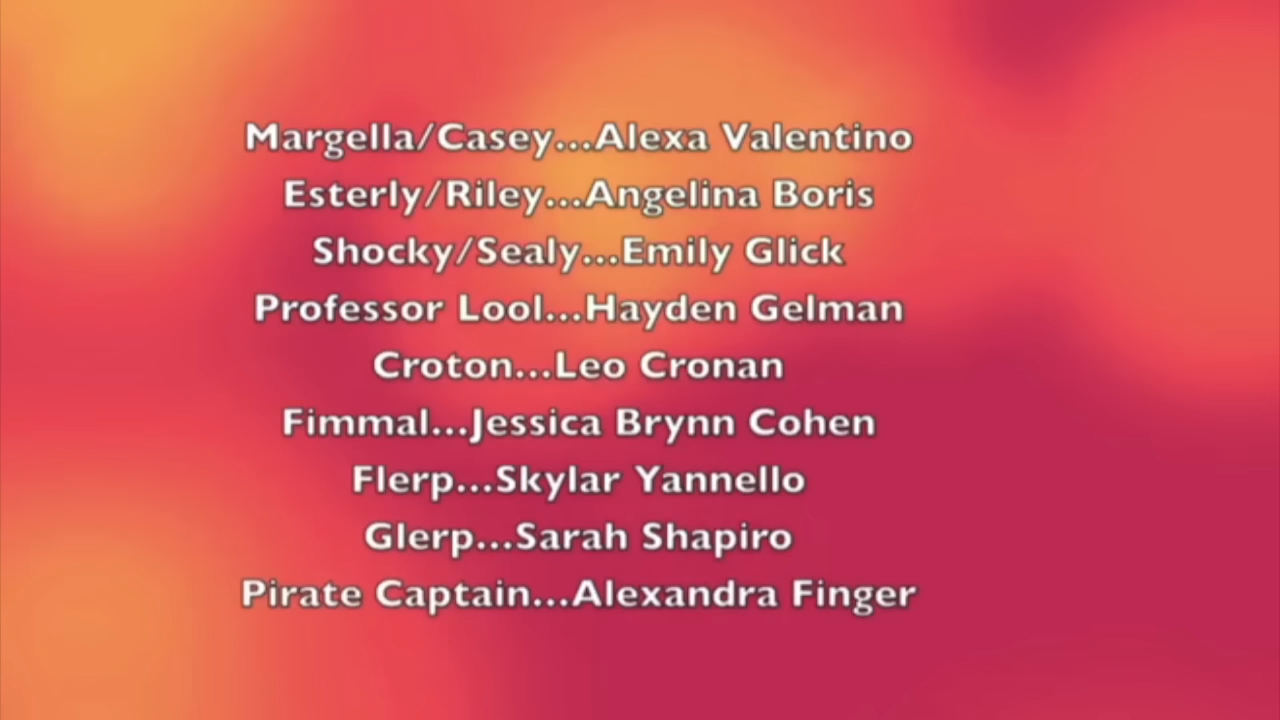 Margella/Casey...Alexa Valentino
Esterly/Riley...Angelina Boris
Shocky/Sealy...Emily Glick
Professor Lool...Hayden Gelman
Croton...Leo Cronan
Fimmal...Jessica Brynn Cohen
Flerp...Skylar Yannello
Glerp...Sarah Shapiro
Pirate Captain...Alexandra Finger